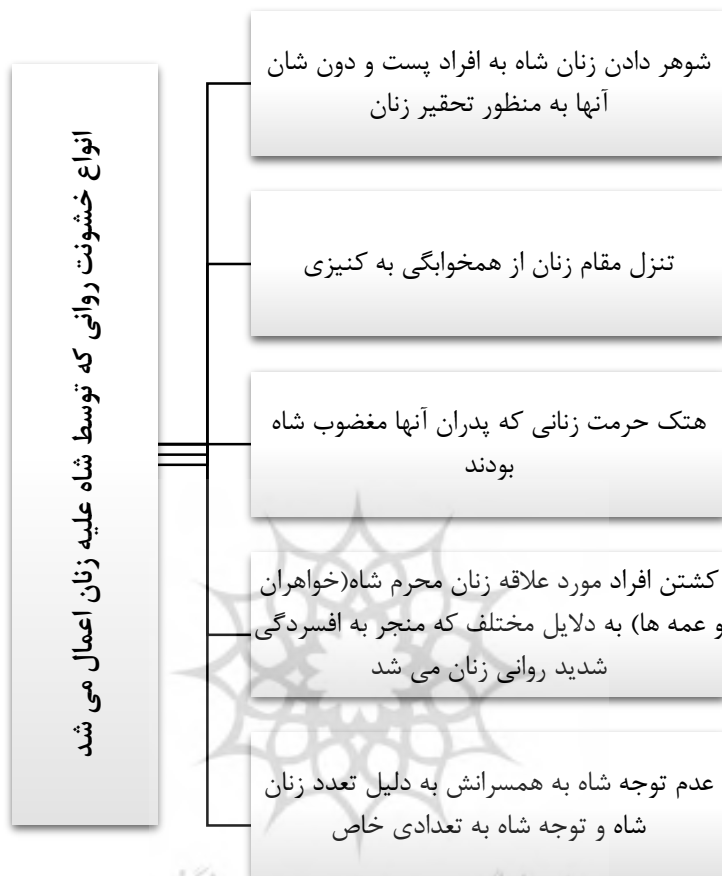 انواع خشونت روانی که توسط شاه علیه زنان اعمال می شد
شوهر دادن زنان شاه به افراد پست و دون شان
آنها به منظور تحقیر زنان
تنزل مقام زنان از همخوابگی به کنیزی
هتک حرمت زنانی که پدران آنها مغضوب شاه
بودند
کشتن افراد مورد علاقه زنان محرم شاه(خواهران
و عمه ها) به دلایل مختلف که منجر به افسردگی
شدید روانی زنان می شد
عدم توجه شاه به همسرانش به دلیل تعدد زنان
شاه و توجه شاه به تعدادی خاص